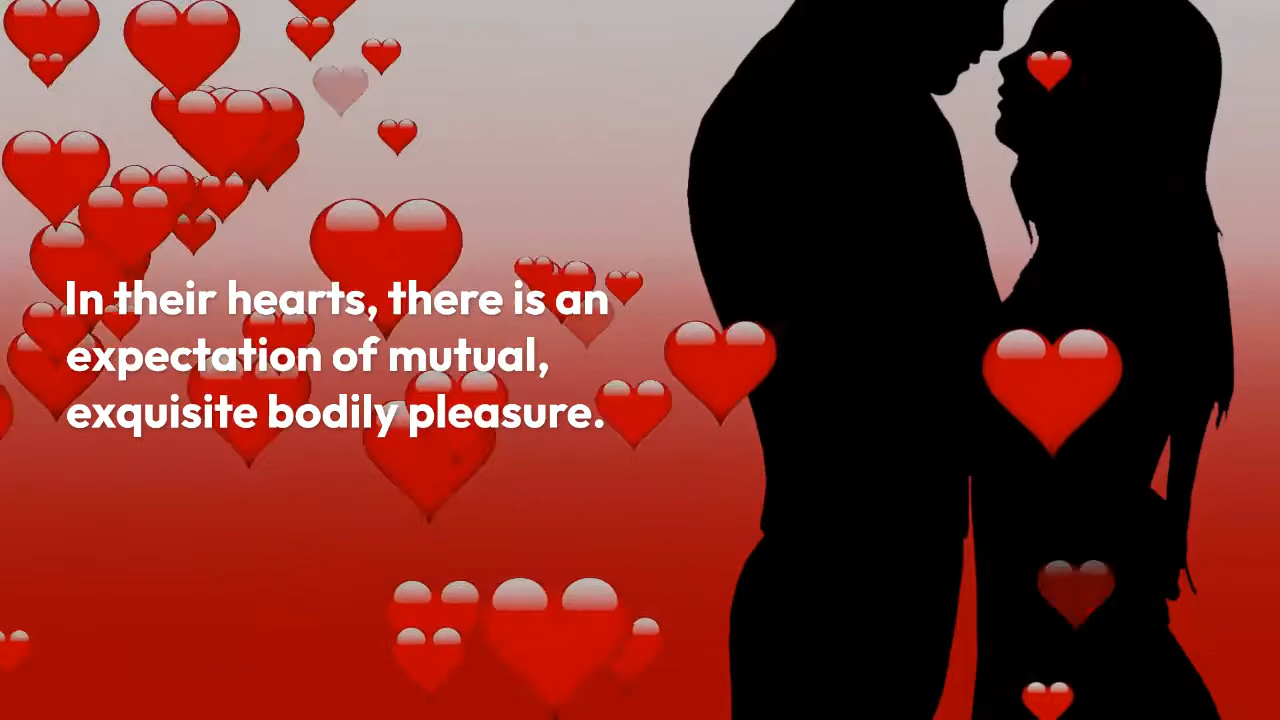 In their hearts, there is an
expectation of mutual,
exquisite bodily pleasure.